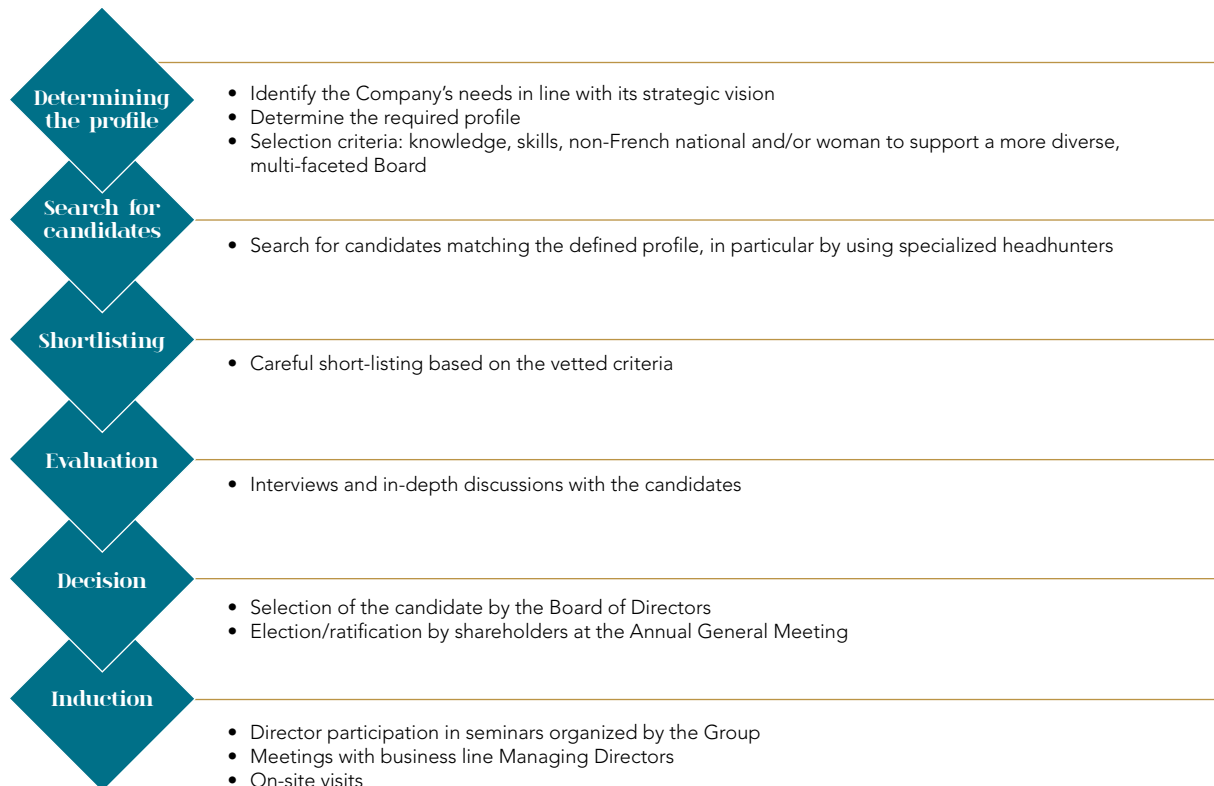 Determining
the profile
• Identify the Company's needs in line with its strategic vision
• Determine the required profile
• Selection criteria: knowledge, skills, non-French national and/or woman to support a more diverse,
multi-faceted Board
Search for
candidates
• Search for candidates matching the defined profile, in particular by using specialized headhunters
Shortlisting
• Careful short-listing based on the vetted criteria
Evaluation
• Interviews and in-depth discussions with the candidates
Decision
• Selection of the candidate by the Board of Directors
• Election/ratification by shareholders at the Annual General Meeting
Induction
• Director participation in seminars organized by the Group
• Meetings with business line Managing Directors
• On-site visits